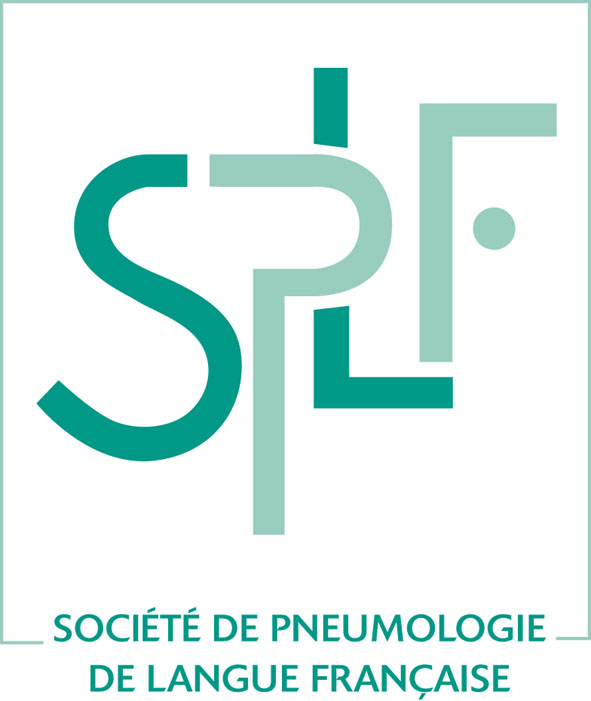 SPLF
SOCIÉTÉ DE PNEUMOLOGIE
DE LANGUE FRANÇAISE